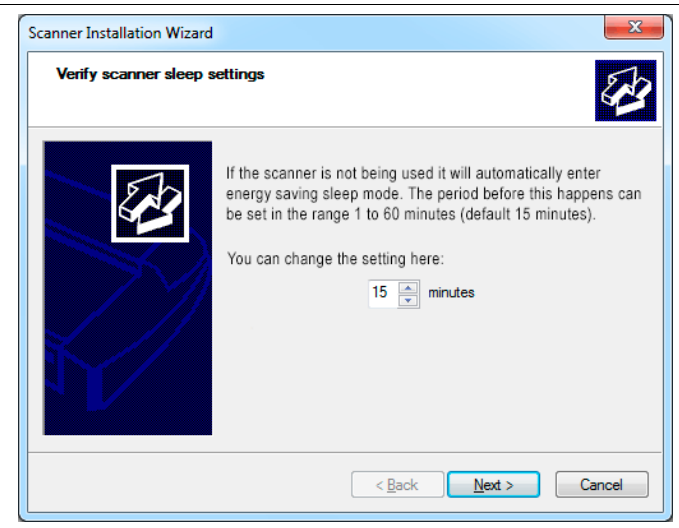 Scanner Installation Wizard
Verify scanner sleep settings
If the scanner is not being used it will automatically enter
energy saving sleep mode. The period before this happens can
be set in the range 1 to 60 minutes (default 15 minutes).
You can change the setting here:
15 minutes
< Back Next > Cancel